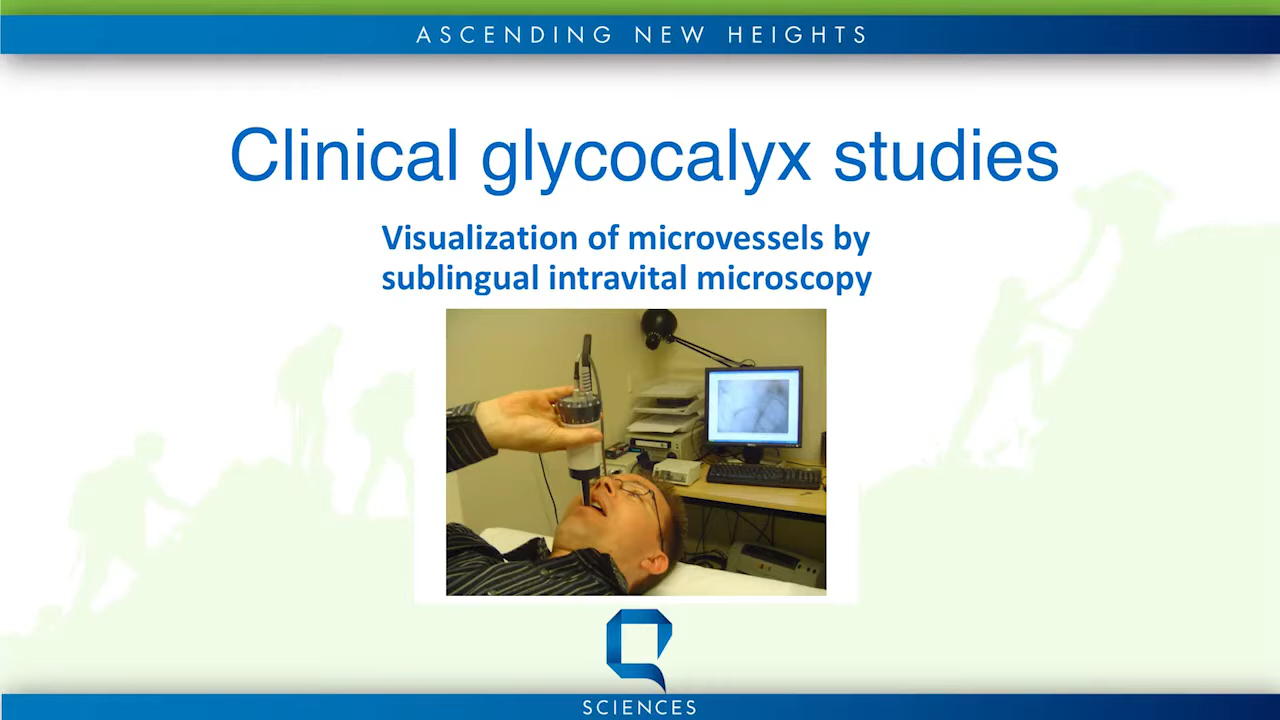 ASCENDING NEW HEIGHTS
Clinical glycocalyx studies
Visualization of microvessels by
sublingual intravital microscopy
SCIENCES